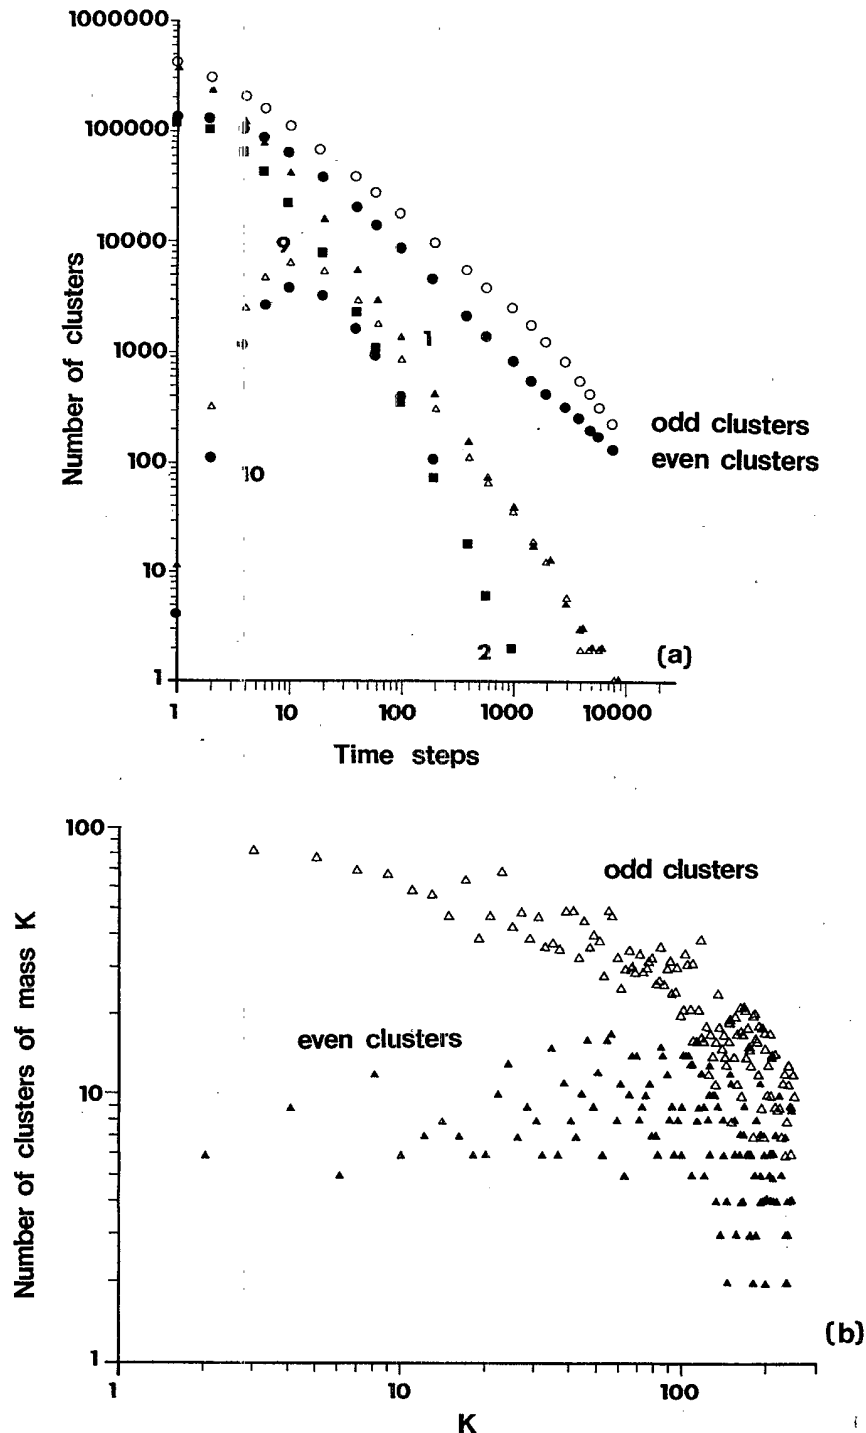 1000000
100000
10000
1000
100
10
1
Number of clusters
9
10
1
2
odd clusters
even clusters
(a)
1 10 100 1000 10000
Time steps
100
10
1
Number of clusters of mass K
odd clusters
even clusters
(b)
1 10 100
K